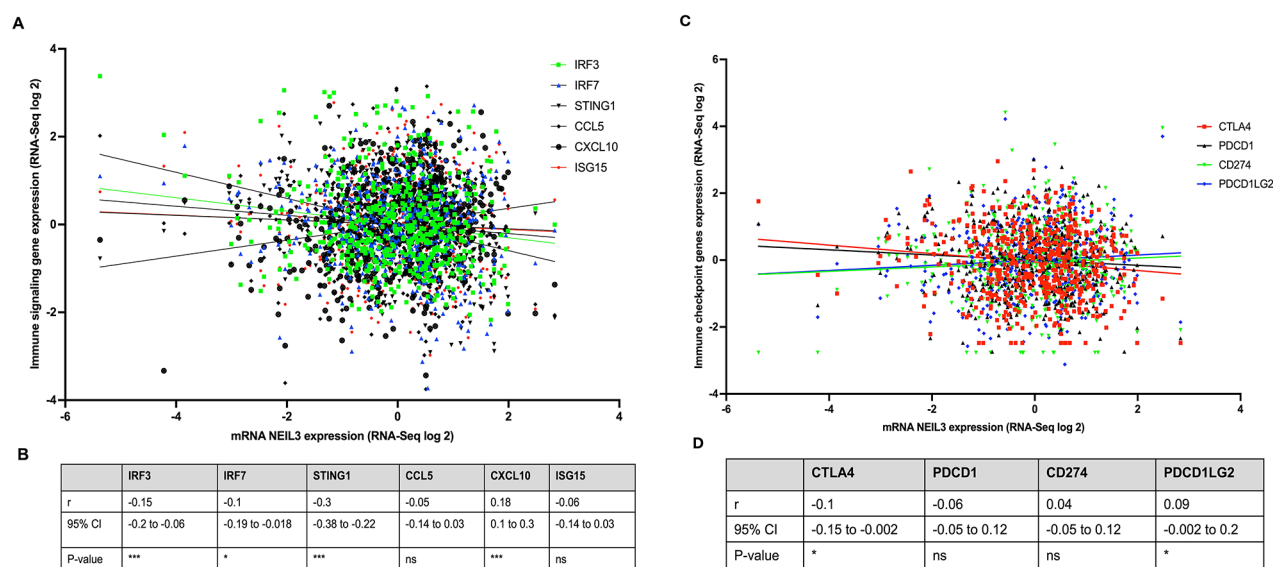 A
Immune signaling gene expression (RNA-Seq log 2)
4
2
0
-2
-4
-6
-4
-2
0
2
4
mRNA NEIL3 expression (RNA-Seq log 2)
IRF3
IRF7
STING1
CCL5
CXCL10
ISG15
B
IRF3 IRF7 STING1 CCL5 CXCL10 ISG15
r -0.15 -0.1 -0.3 -0.05 0.18 -0.06
95% CI -0.2 to -0.06 -0.19 to -0.018 -0.38 to -0.22 -0.14 to 0.03 0.1 to 0.3 -0.14 to 0.03
P-value *** * *** ns *** ns
C
Immune checkpoint genes expression (RNA-Seq log 2)
6
4
2
0
-2
-4
-6
-4
-2
0
2
4
mRNA NEIL3 expression (RNA-Seq log 2)
CTLA4
PDCD1
CD274
PDCD1LG2
D
CTLA4 PDCD1 CD274 PDCD1LG2
r -0.1 -0.06 0.04 0.09
95% CI -0.15 to -0.002 -0.05 to 0.12 -0.05 to 0.12 -0.002 to 0.2
P-value * ns ns *